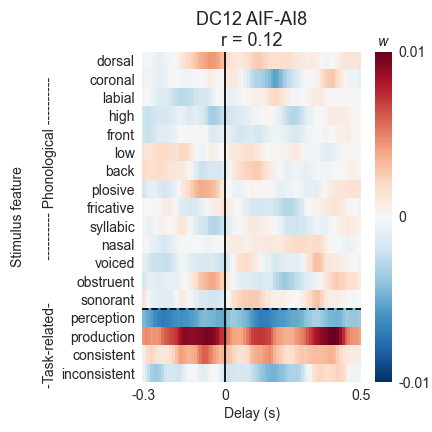 DC12 AIF-AI8
r = 0.12
w
dorsal
coronal
labial
high
front
low
back
plosive
fricative
syllabic
nasal
voiced
obstruent
sonorant
perception
production
consistent
inconsistent
Stimulus feature
----------- Phonological ----------
-Task-related-
0.01
0
-0.01
-0.3
0
0.5
Delay (s)